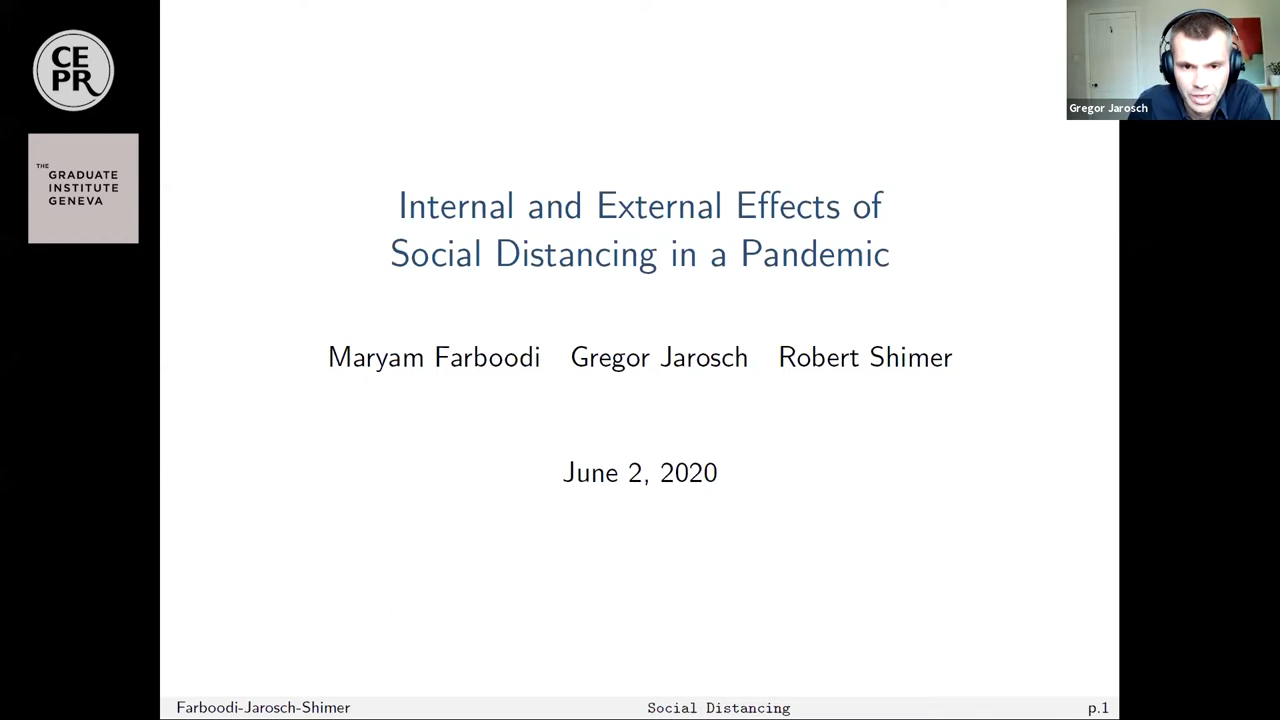 CE
PR
THE
GRADUATE
INSTITUTE
GENEVA
Gregor Jarosch
Internal and External Effects of
Social Distancing in a Pandemic
Maryam Farboodi Gregor Jarosch Robert Shimer
June 2, 2020
Farboodi-Jarosch-Shimer Social Distancing p.1